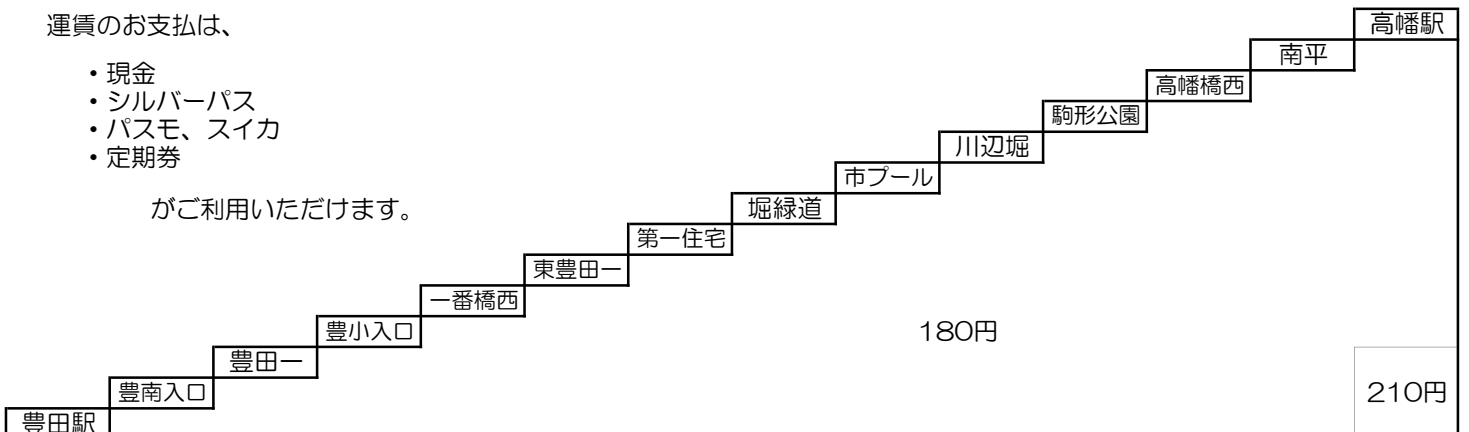 運賃のお支払は、
・現金
・シルバーパス
・パスモ、スイカ
・定期券
がご利用いただけます。
高幡駅
南平
高幡橋西
駒形公園
川辺堀
市プール
堀緑道
第一住宅
東豊田一
一番橋西
豊小入口
豊田一
豊南入口
豊田駅
180円
210円